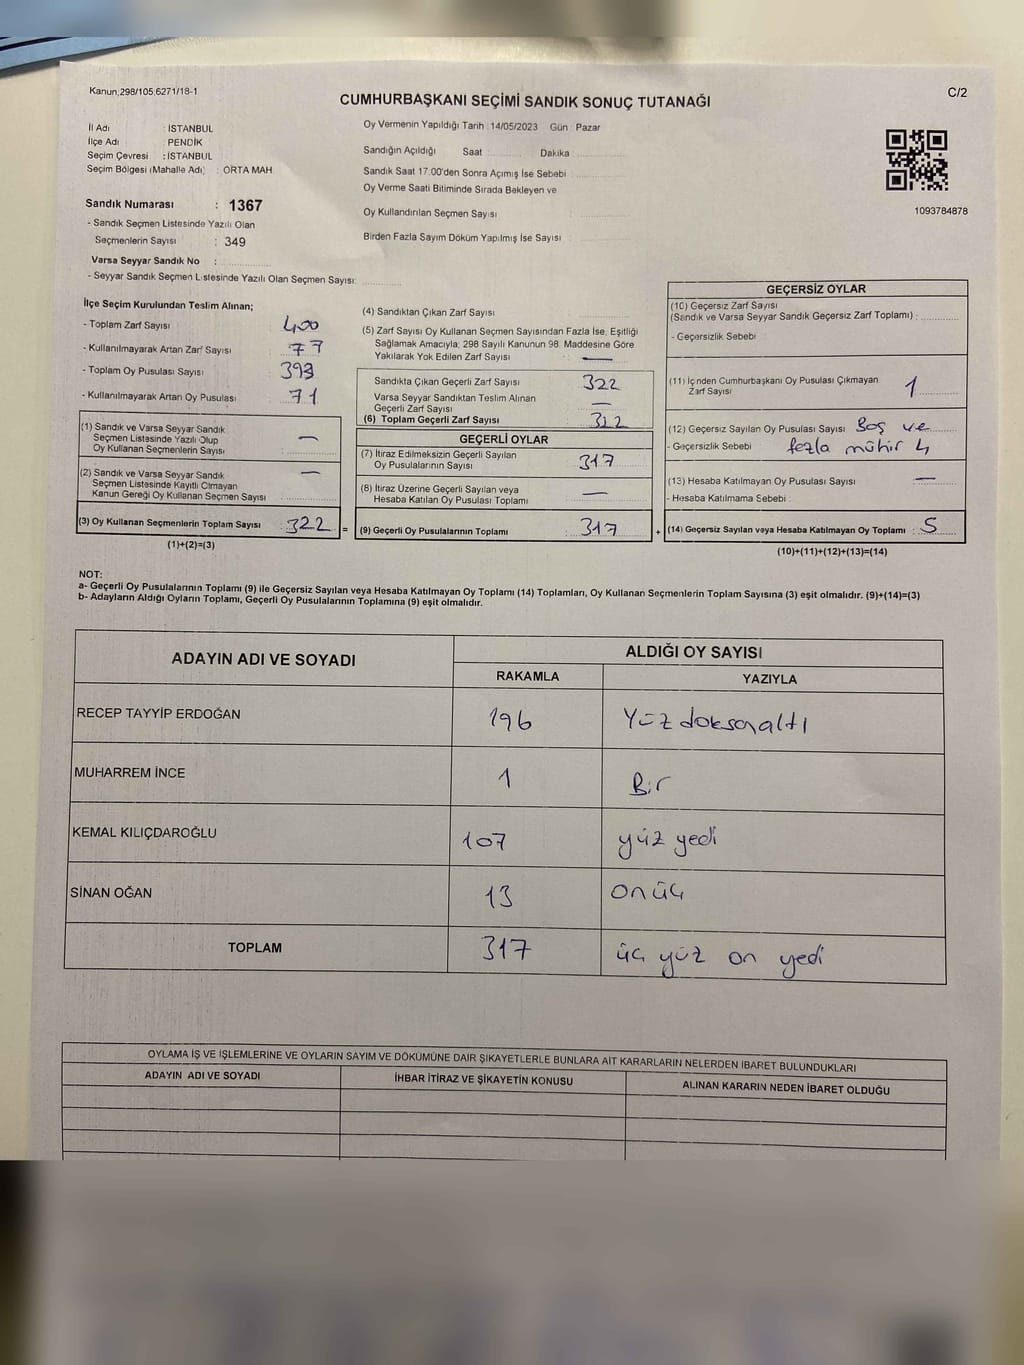 Kanun;298/105,6271/18-1
C/2
CUMHURBAŞKANI SEÇİMİ SANDIK SONUÇ TUTANAĞI
İl Adı : İSTANBUL
İlçe Adı : PENDİK
Seçim Çevresi : İSTANBUL
Seçim Bölgesi (Mahalle Adı) : ORTA MAH
Oy Vermenin Yapıldığı Tarih : 14/05/2023 Gün : Pazar
Sandığın Açıldığı Saat : Dakika :
Sandık Saat 17:00'den Sonra Açımış İse Sebebi :
Oy Verme Saati Bitiminde Sırada Bekleyen ve
Oy Kullandırılan Seçmen Sayısı :
Birden Fazla Sayım Döküm Yapılmış İse Sayısı :
1093784878
Sandık Numarası : 1367
- Sandık Seçmen Listesinde Yazılı Olan
Seçmenlerin Sayısı : 349
Varsa Seyyar Sandık No :
- Seyyar Sandık Seçmen Listesinde Yazılı Olan Seçmen Sayısı:
İlçe Seçim Kurulundan Teslim Alınan;
- Toplam Zarf Sayısı : 400
- Kullanılmayarak Artan Zarf Sayısı : 77
- Toplam Oy Pusulası Sayısı : 393
- Kullanılmayarak Artan Oy Pusulası : 71
(1) Sandık ve Varsa Seyyar Sandık
Seçmen Listesinde Yazılı Olup
Oy Kullanan Seçmenlerin Sayısı : —
(2) Sandık ve Varsa Seyyar Sandık
Seçmen Listesinde Kayıtlı Olmayan
Kanun Gereği Oy Kullanan Seçmen Sayısı : —
(3) Oy Kullanan Seçmenlerin Toplam Sayısı : 322 =
(1)+(2)=(3)
(4) Sandıktan Çıkan Zarf Sayısı :
(5) Zarf Sayısı Oy Kullanan Seçmen Sayısından Fazla İse, Eşitliği
Sağlamak Amacıyla; 298 Sayılı Kanunun 98. Maddesine Göre
Yakılarak Yok Edilen Zarf Sayısı : —
Sandıkta Çıkan Geçerli Zarf Sayısı : 322
Varsa Seyyar Sandıktan Teslim Alınan
Geçerli Zarf Sayısı : —
(6) Toplam Geçerli Zarf Sayısı : 322
GEÇERLİ OYLAR
(7) İtiraz Edilmeksizin Geçerli Sayılan
Oy Pusulalarının Sayısı : 317
(8) İtiraz Üzerine Geçerli Sayılan veya
Hesaba Katılan Oy Pusulası Toplamı : —
(9) Geçerli Oy Pusulalarının Toplamı : 317 +
GEÇERSİZ OYLAR
(10) Geçersiz Zarf Sayısı
(Sandık ve Varsa Seyyar Sandık Geçersiz Zarf Toplamı) :
- Geçersizlik Sebebi :
(11) İçinden Cumhurbaşkanı Oy Pusulası Çıkmayan
Zarf Sayısı : 1
(12) Geçersiz Sayılan Oy Pusulası Sayısı : Boş ve
- Geçersizlik Sebebi : fezla mühir 4
(13) Hesaba Katılmayan Oy Pusulası Sayısı : —
- Hesaba Katılmama Sebebi :
(14) Geçersiz Sayılan veya Hesaba Katılmayan Oy Toplamı : 5
(10)+(11)+(12)+(13)=(14)
NOT:
a- Geçerli Oy Pusulalarının Toplamı (9) ile Geçersiz Sayılan veya Hesaba Katılmayan Oy Toplamı (14) Toplamları, Oy Kullanan Seçmenlerin Toplam Sayısına (3) eşit olmalıdır. (9)+(14)=(3)
b- Adayların Aldığı Oyların Toplamı, Geçerli Oy Pusulalarının Toplamına (9) eşit olmalıdır.
ADAYIN ADI VE SOYADI
ALDIĞI OY SAYISI
RAKAMLA YAZIYLA
RECEP TAYYİP ERDOĞAN 196 Yüz doksanaltı
MUHARREM İNCE 1 Bir
KEMAL KILIÇDAROĞLU 107 yüz yedi
SİNAN OĞAN 13 on üç
TOPLAM 317 üç yüz on yedi
OYLAMA İŞ VE İŞLEMLERİNE VE OYLARIN SAYIM VE DÖKÜMÜNE DAİR ŞİKAYETLERLE BUNLARA AİT KARARLARIN NELERDEN İBARET BULUNDUKLARI
ADAYIN ADI VE SOYADI İHBAR İTİRAZ VE ŞİKAYETİN KONUSU ALINAN KARARIN NEDEN İBARET OLDUĞU